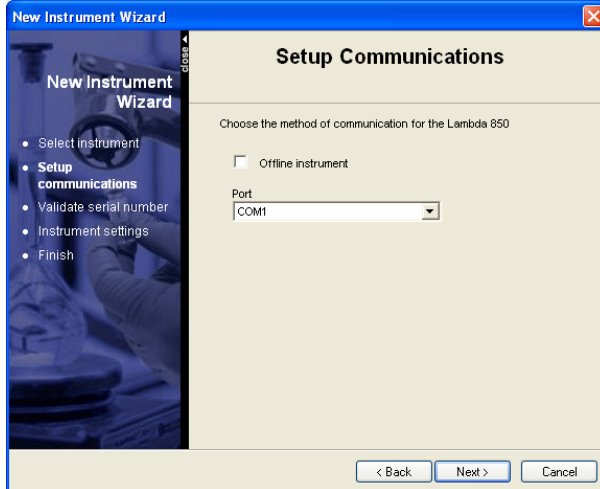 New Instrument Wizard
close
New Instrument
Wizard
Select instrument
Setup
communications
Validate serial number
Instrument settings
Finish
Setup Communications
Choose the method of communication for the Lambda 850
Offline instrument
Port
COM1
< Back
Next >
Cancel